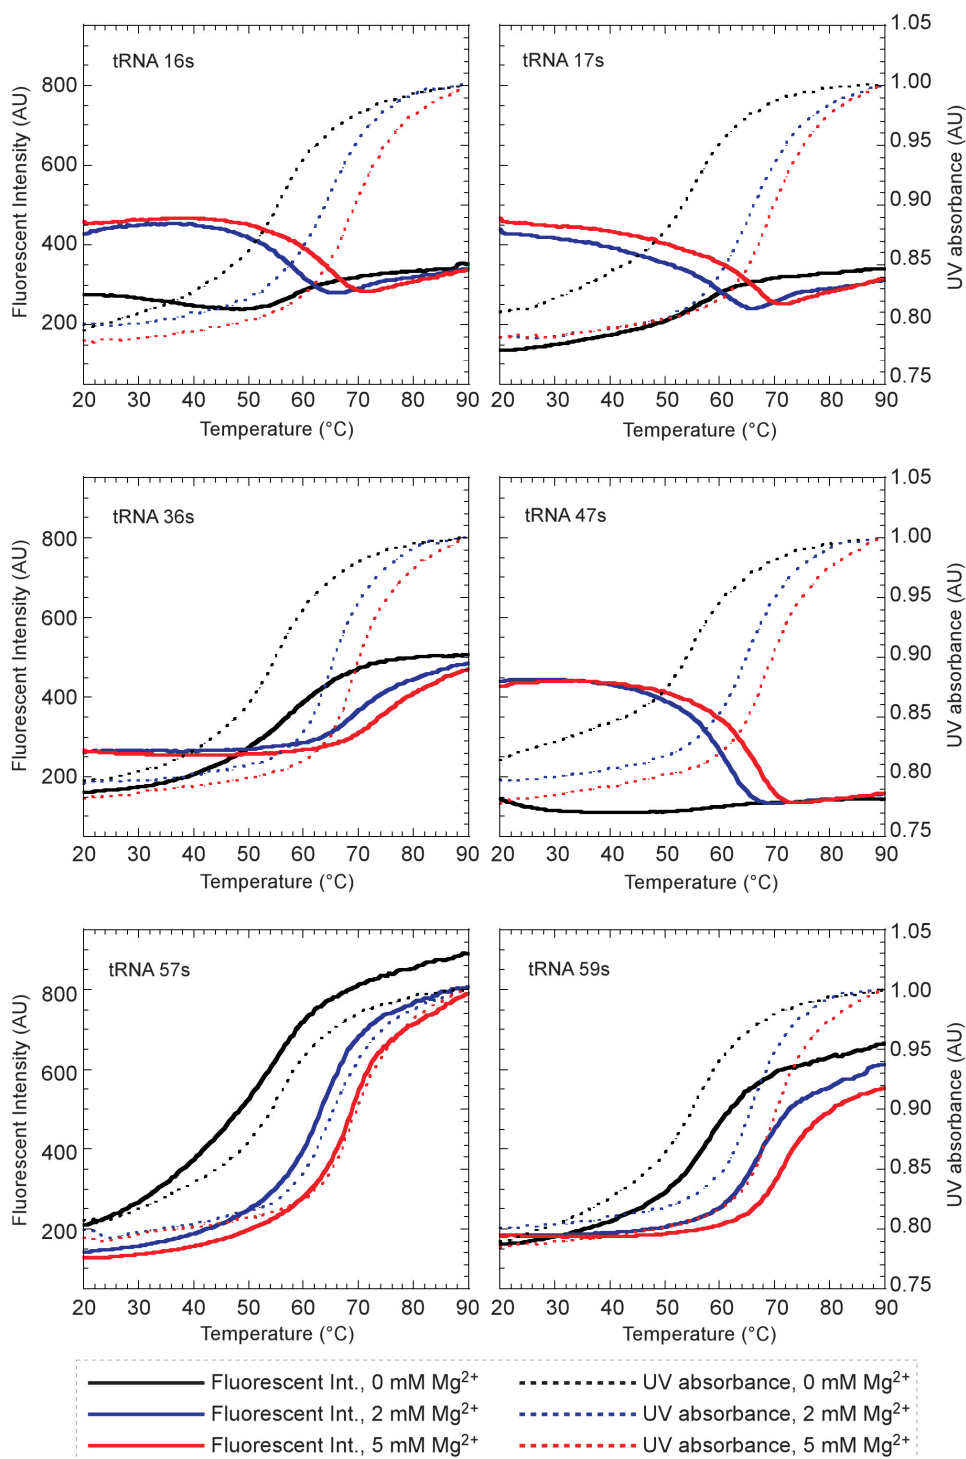 tRNA 16s
tRNA 17s
Fluorescent Intensity (AU)
800
600
400
200
1.05
1.00
0.95
0.90
0.85
0.80
0.75
UV absorbance (AU)
20 30 40 50 60 70 80 90
20 30 40 50 60 70 80 90
Temperature (°C)
Temperature (°C)
tRNA 36s
tRNA 47s
Fluorescent Intensity (AU)
800
600
400
200
1.05
1.00
0.95
0.90
0.85
0.80
0.75
UV absorbance (AU)
20 30 40 50 60 70 80 90
20 30 40 50 60 70 80 90
Temperature (°C)
Temperature (°C)
tRNA 57s
tRNA 59s
Fluorescent Intensity (AU)
800
600
400
200
1.05
1.00
0.95
0.90
0.85
0.80
0.75
UV absorbance (AU)
20 30 40 50 60 70 80 90
20 30 40 50 60 70 80 90
Temperature (°C)
Temperature (°C)
Fluorescent Int., 0 mM Mg²⁺
UV absorbance, 0 mM Mg²⁺
Fluorescent Int., 2 mM Mg²⁺
UV absorbance, 2 mM Mg²⁺
Fluorescent Int., 5 mM Mg²⁺
UV absorbance, 5 mM Mg²⁺